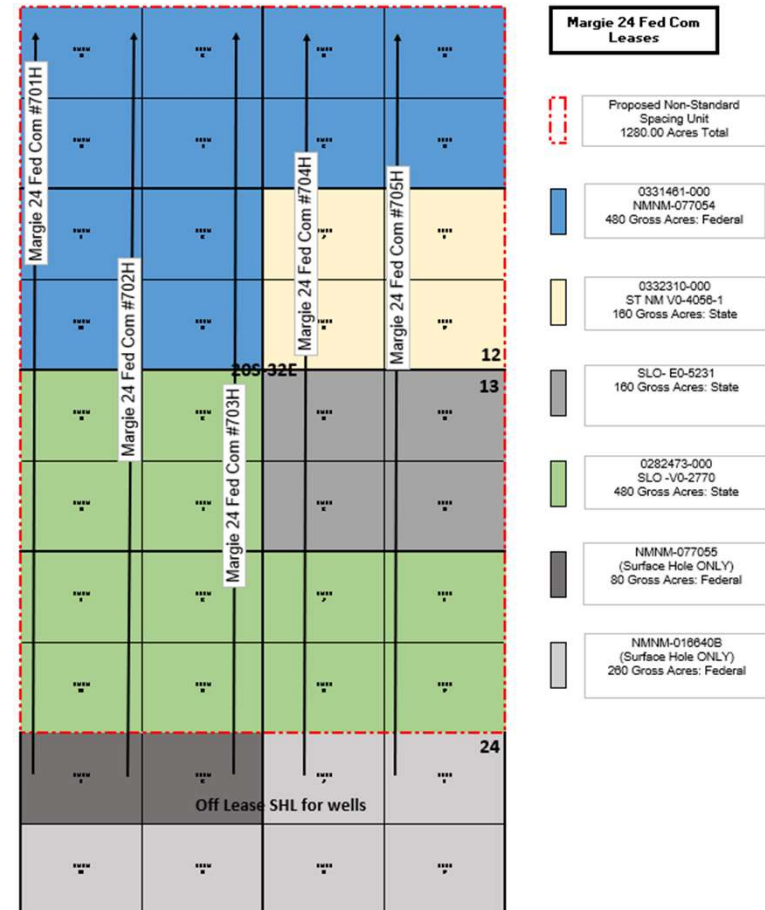 Margie 24 Fed Com
Leases
Proposed Non-Standard
Spacing Unit
1280.00 Acres Total
0331461-000
NMNM-077054
480 Gross Acres: Federal
0332310-000
ST NM V0-4056-1
160 Gross Acres: State
SLO- E0-5231
160 Gross Acres: State
0282473-000
SLO -V0-2770
480 Gross Acres: State
NMNM-077055
(Surface Hole ONLY)
80 Gross Acres: Federal
NMNM-016640B
(Surface Hole ONLY)
260 Gross Acres: Federal
Margie 24 Fed Com #701H
Margie 24 Fed Com #702H
Margie 24 Fed Com #703H
Margie 24 Fed Com #704H
Margie 24 Fed Com #705H
12
20S-32E
13
24
Off Lease SHL for wells